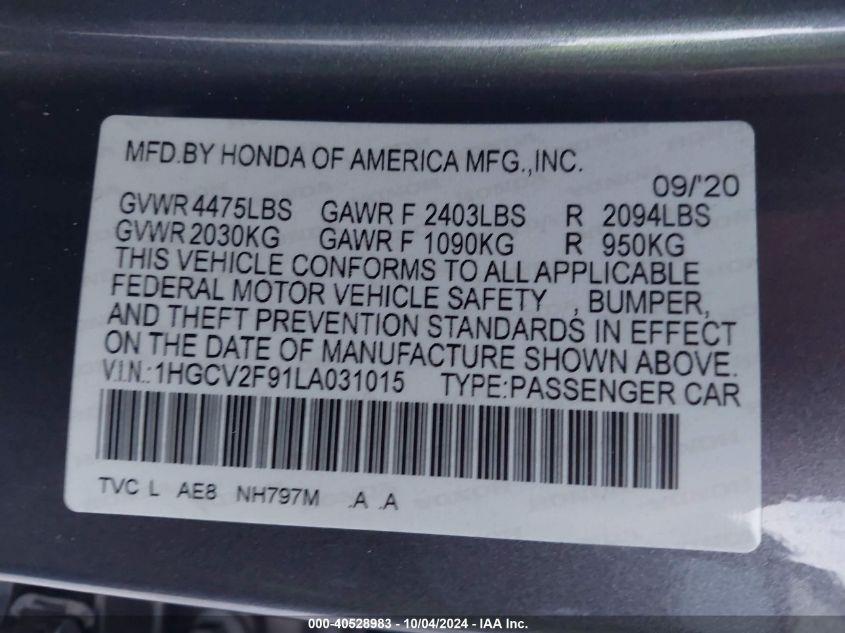 MFD.BY HONDA OF AMERICA MFG.,INC.
09/'20
GVWR 4475LBS GAWR F 2403LBS R 2094LBS
GVWR 2030KG GAWR F 1090KG R 950KG
THIS VEHICLE CONFORMS TO ALL APPLICABLE
FEDERAL MOTOR VEHICLE SAFETY , BUMPER,
AND THEFT PREVENTION STANDARDS IN EFFECT
ON THE DATE OF MANUFACTURE SHOWN ABOVE.
V.I.N.:1HGCV2F91LA031015 TYPE:PASSENGER CAR
TVC L AE8 NH797M .A .A
000-40528983 - 10/04/2024 - IAA Inc.